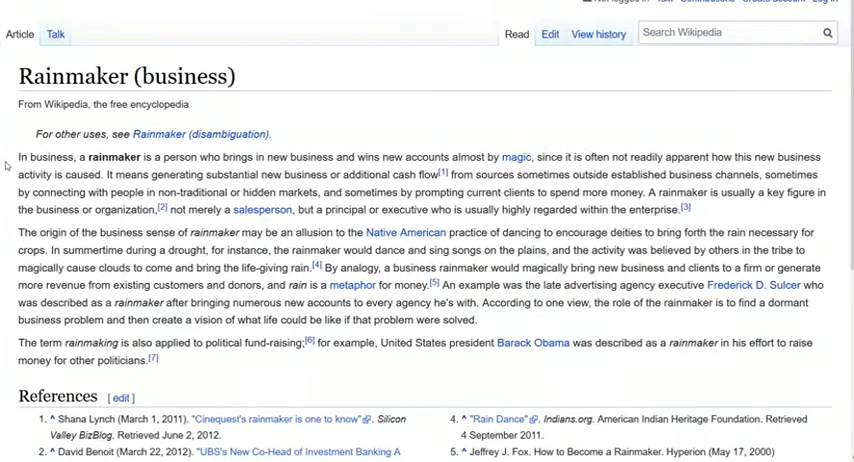 Article Talk Read Edit View history Search Wikipedia
Rainmaker (business)
From Wikipedia, the free encyclopedia
For other uses, see Rainmaker (disambiguation).
In business, a rainmaker is a person who brings in new business and wins new accounts almost by magic, since it is often not readily apparent how this new business
activity is caused. It means generating substantial new business or additional cash flow[1] from sources sometimes outside established business channels, sometimes
by connecting with people in non-traditional or hidden markets, and sometimes by prompting current clients to spend more money. A rainmaker is usually a key figure in
the business or organization,[2] not merely a salesperson, but a principal or executive who is usually highly regarded within the enterprise.[3]
The origin of the business sense of rainmaker may be an allusion to the Native American practice of dancing to encourage deities to bring forth the rain necessary for
crops. In summertime during a drought, for instance, the rainmaker would dance and sing songs on the plains, and the activity was believed by others in the tribe to
magically cause clouds to come and bring the life-giving rain.[4] By analogy, a business rainmaker would magically bring new business and clients to a firm or generate
more revenue from existing customers and donors, and rain is a metaphor for money.[5] An example was the late advertising agency executive Frederick D. Sulcer who
was described as a rainmaker after bringing numerous new accounts to every agency he's with. According to one view, the role of the rainmaker is to find a dormant
business problem and then create a vision of what life could be like if that problem were solved.
The term rainmaking is also applied to political fund-raising;[6] for example, United States president Barack Obama was described as a rainmaker in his effort to raise
money for other politicians.[7]
References [ edit ]
1. ^ Shana Lynch (March 1, 2011). "Cinequest's rainmaker is one to know". Silicon
Valley BizBlog. Retrieved June 2, 2012.
2. ^ David Benoit (March 22, 2012). "UBS's New Co-Head of Investment Banking A
4. ^ "Rain Dance". Indians.org. American Indian Heritage Foundation. Retrieved
4 September 2011.
5. ^ Jeffrey J. Fox. How to Become a Rainmaker. Hyperion (May 17, 2000)